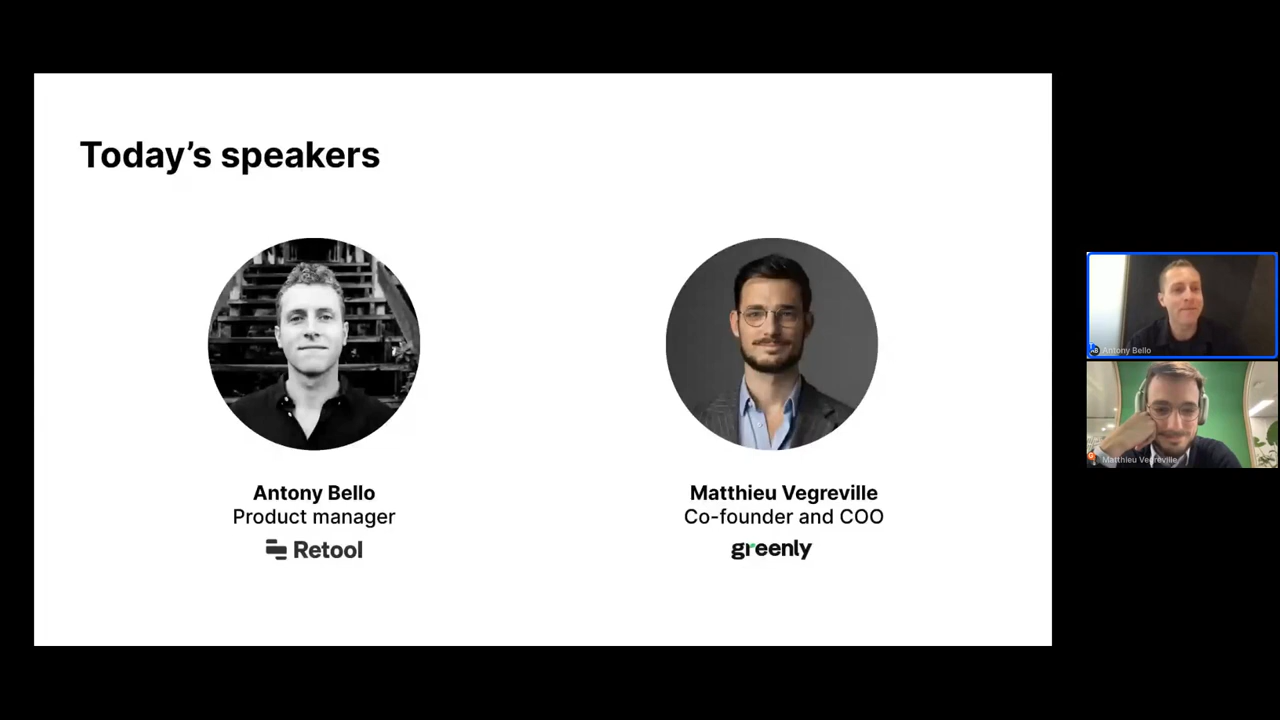 Today's speakers
Antony Bello
Product manager
Retool
Matthieu Vegreville
Co-founder and COO
greenly
Antony Bello
Matthieu Vegreville